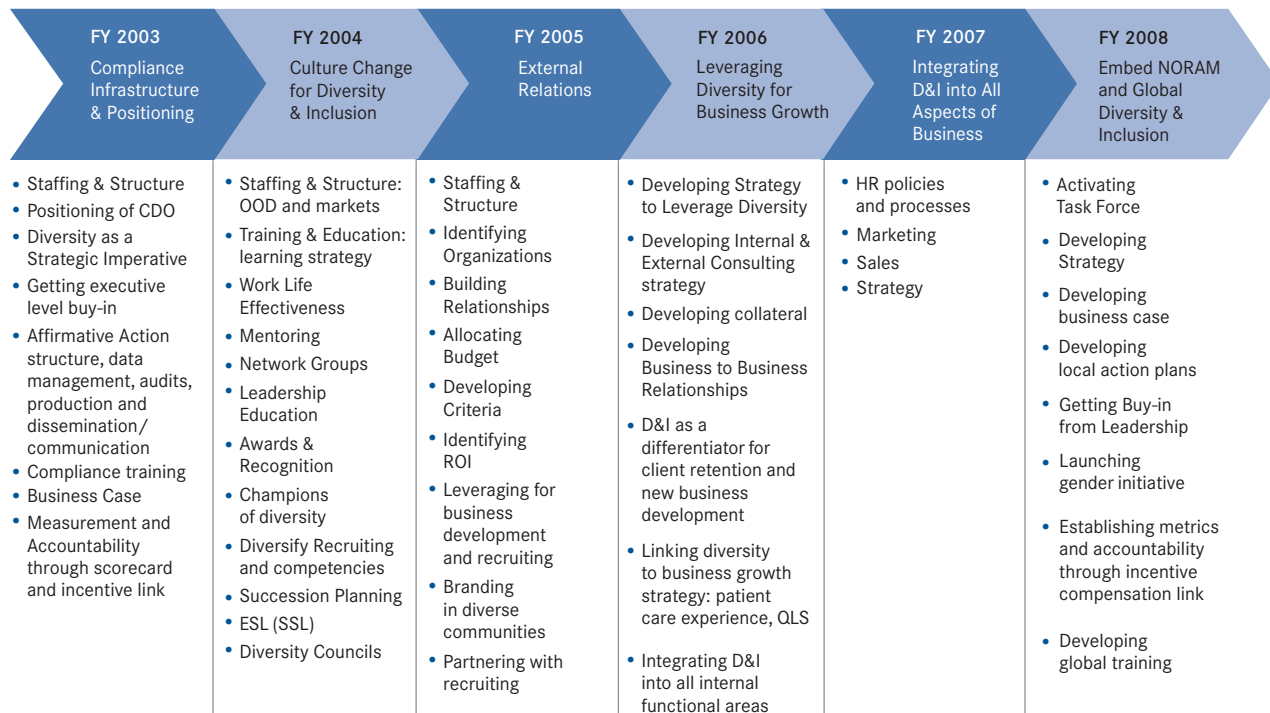 FY 2003
Compliance
Infrastructure
& Positioning
• Staffing & Structure
• Positioning of CDO
• Diversity as a
Strategic Imperative
• Getting executive
level buy-in
• Affirmative Action
structure, data
management, audits,
production and
dissemination/
communication
• Compliance training
• Business Case
• Measurement and
Accountability
through scorecard
and incentive link
FY 2004
Culture Change
for Diversity
& Inclusion
• Staffing & Structure:
OOD and markets
• Training & Education:
learning strategy
• Work Life
Effectiveness
• Mentoring
• Network Groups
• Leadership
Education
• Awards &
Recognition
• Champions
of diversity
• Diversify Recruiting
and competencies
• Succession Planning
• ESL (SSL)
• Diversity Councils
FY 2005
External
Relations
• Staffing &
Structure
• Identifying
Organizations
• Building
Relationships
• Allocating
Budget
• Developing
Criteria
• Identifying
ROI
• Leveraging for
business
development
and recruiting
• Branding
in diverse
communities
• Partnering with
recruiting
FY 2006
Leveraging
Diversity for
Business Growth
• Developing Strategy
to Leverage Diversity
• Developing Internal &
External Consulting
strategy
• Developing collateral
• Developing
Business to Business
Relationships
• D&I as a
differentiator for
client retention and
new business
development
• Linking diversity
to business growth
strategy: patient
care experience, QLS
• Integrating D&I
into all internal
functional areas
FY 2007
Integrating
D&I into All
Aspects of
Business
• HR policies
and processes
• Marketing
• Sales
• Strategy
FY 2008
Embed NORAM
and Global
Diversity &
Inclusion
• Activating
Task Force
• Developing
Strategy
• Developing
business case
• Developing
local action plans
• Getting Buy-in
from Leadership
• Launching
gender initiative
• Establishing metrics
and accountability
through incentive
compensation link
• Developing
global training